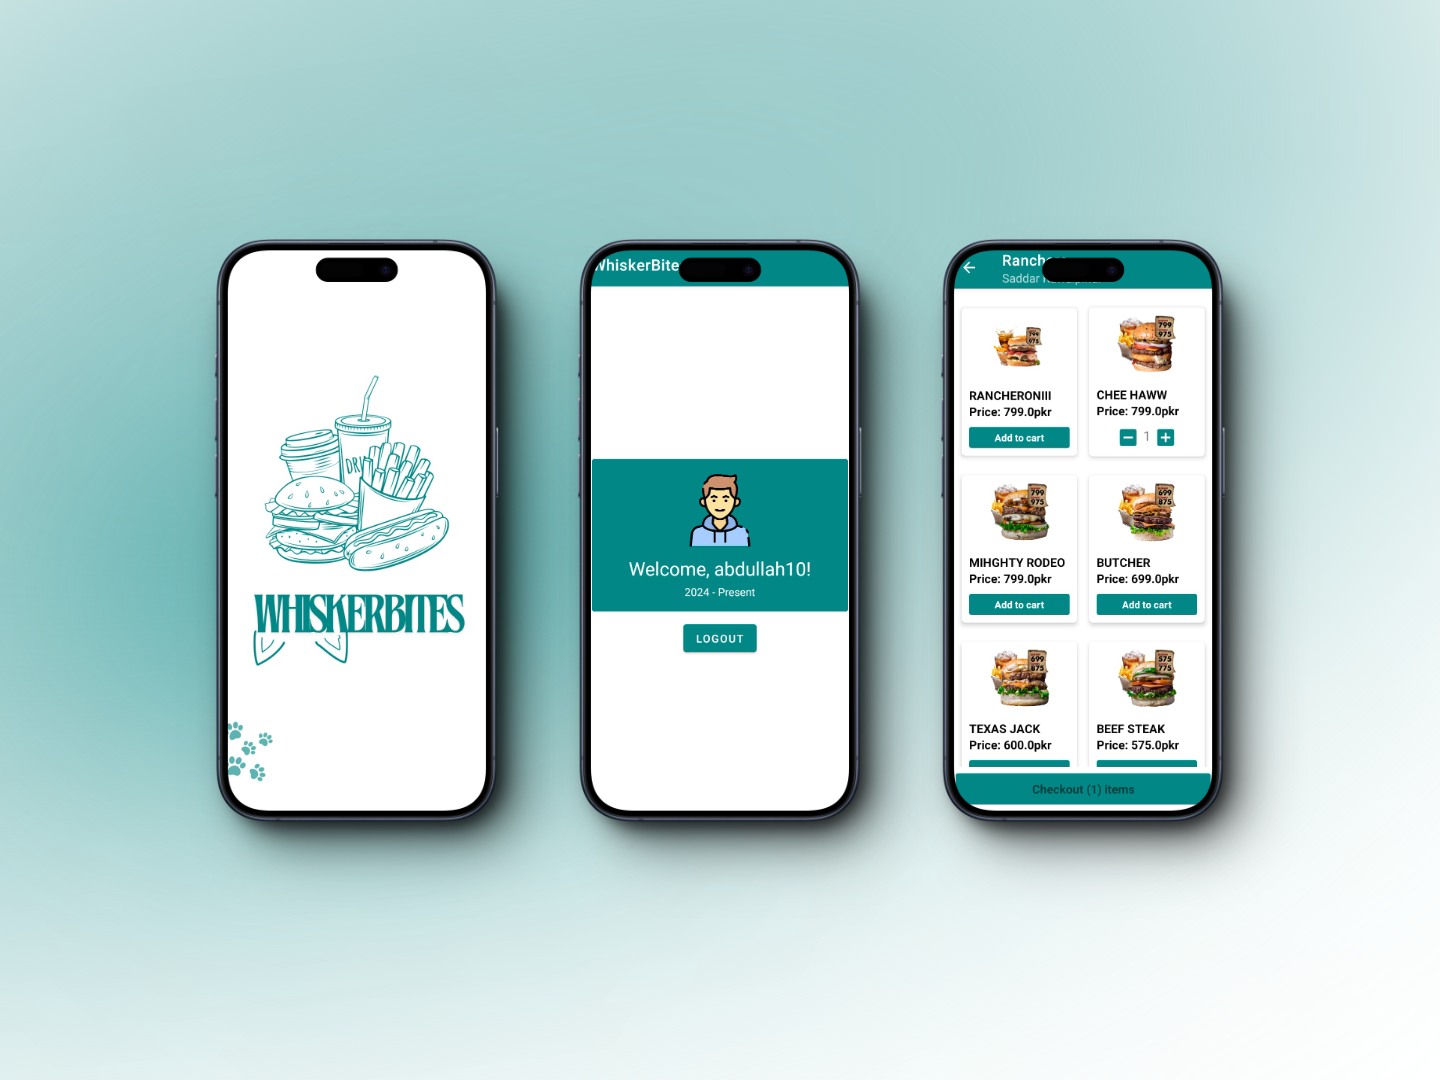 DRI
WHISKERBITES
WhiskerBite
Welcome, abdullah10!
2024 - Present
LOGOUT
Ranch
Saddar
799
975
799
975
RANCHERONIII
Price: 799.0pkr
Add to cart
CHEE HAWW
Price: 799.0pkr
1
799
975
699
875
MIHGHTY RODEO
Price: 799.0pkr
Add to cart
BUTCHER
Price: 699.0pkr
Add to cart
699
875
575
775
TEXAS JACK
Price: 600.0pkr
BEEF STEAK
Price: 575.0pkr
Checkout (1) items